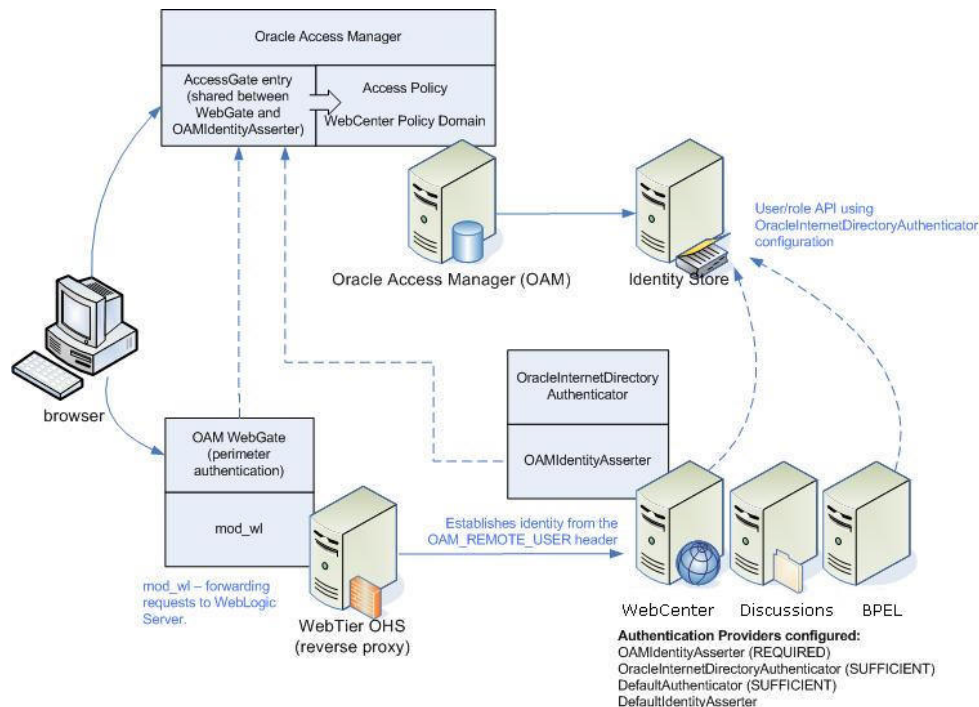 Oracle Access Manager
AccessGate entry
(shared between
WebGate and
OAMIdentityAsserter)
Access Policy
WebCenter Policy Domain
User/role API using
OracleInternetDirectoryAuthenticator
configuration
Oracle Access Manager (OAM)
Identity Store
browser
OracleInternetDirectory
Authenticator
OAMIdentityAsserter
OAM WebGate
(perimeter
authentication)
mod_wl
Establishes identity from the
OAM_REMOTE_USER header
mod_wl – forwarding
requests to WebLogic
Server.
WebTier OHS
(reverse proxy)
WebCenter
Discussions
BPEL
Authentication Providers configured:
OAMIdentityAsserter (REQUIRED)
OracleInternetDirectoryAuthenticator (SUFFICIENT)
DefaultAuthenticator (SUFFICIENT)
DefaultIdentityAsserter